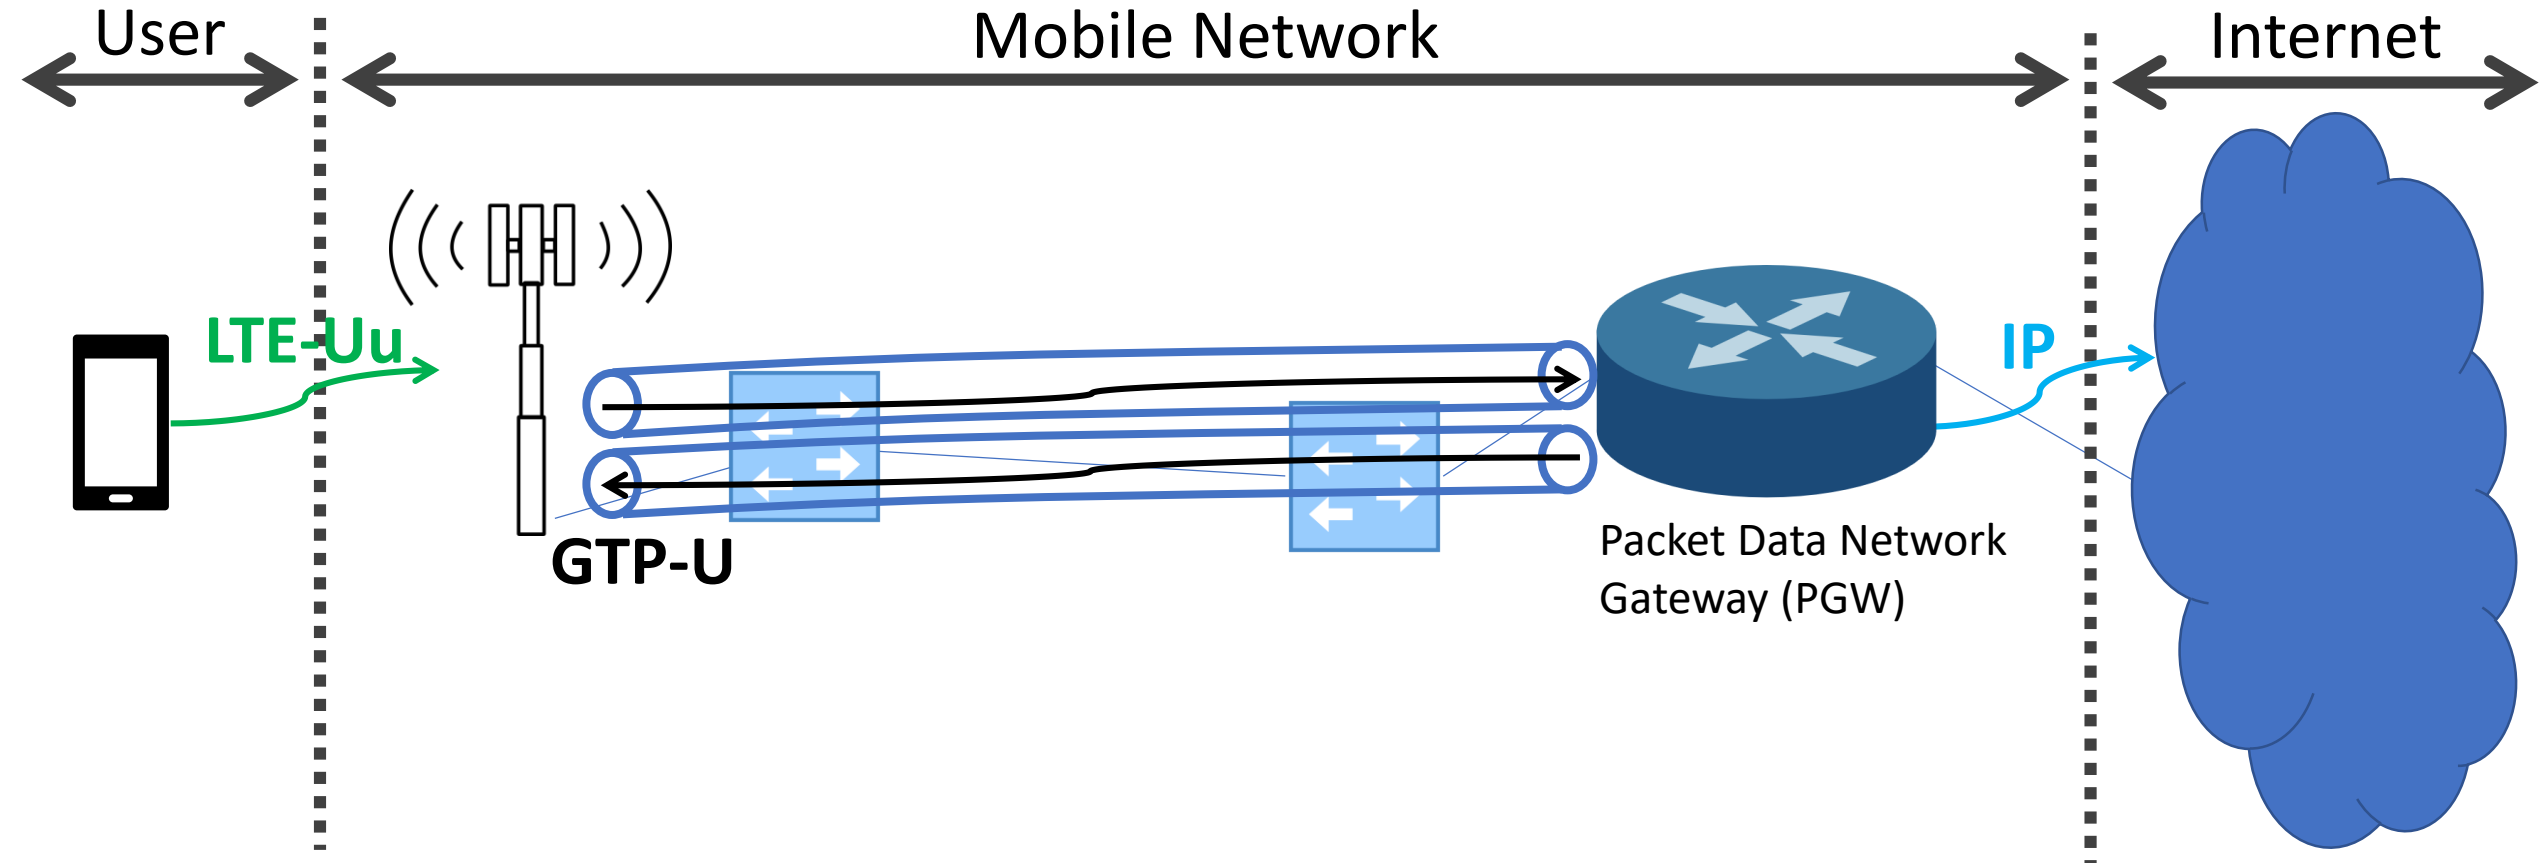 User
Mobile Network
Internet
LTE-Uu
IP
GTP-U
Packet Data Network
Gateway (PGW)